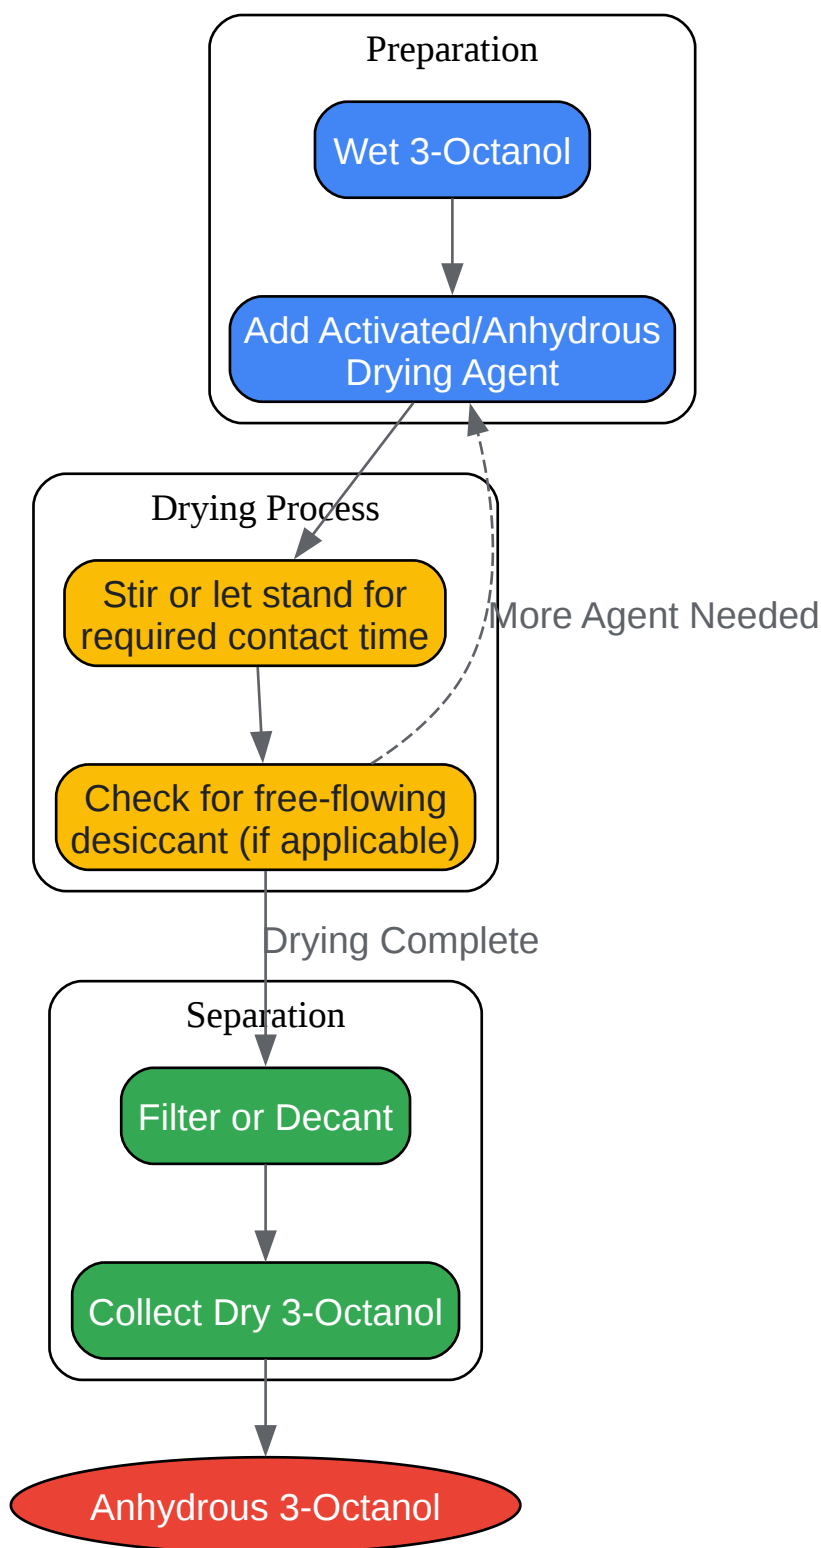 Preparation
Wet 3-Octanol
Add Activated/Anhydrous
Drying Agent
Drying Process
Stir or let stand for
required contact time
More Agent Needed
Check for free-flowing
desiccant (if applicable)
Drying Complete
Separation
Filter or Decant
Collect Dry 3-Octanol
Anhydrous 3-Octanol